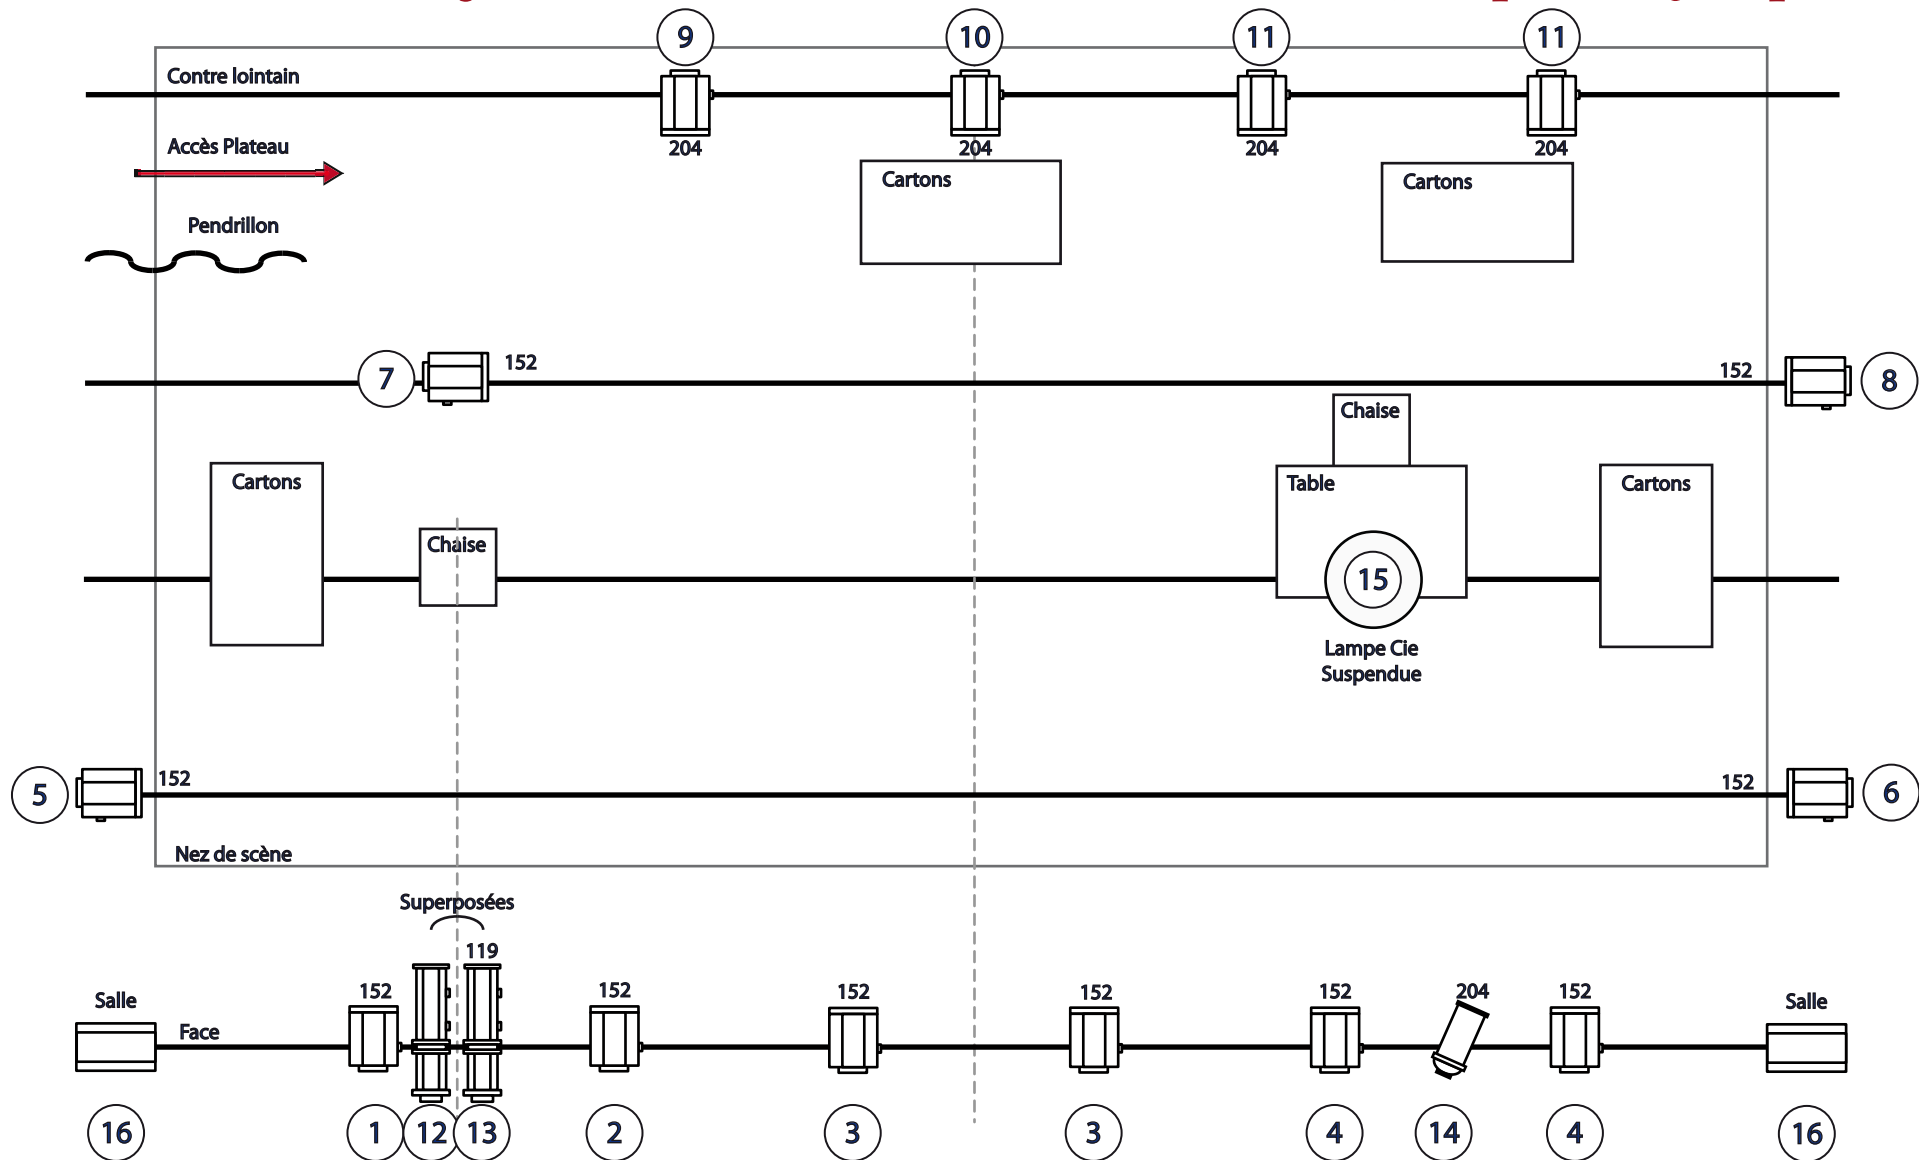 9 10 11 11
Contre lointain
204 204 204 204
Accès Plateau
Cartons Cartons
Pendrillon
7 152 152 8
Chaise
Cartons Table Cartons
Chaise
15
Lampe Cie
Suspendue
5 152 152 6
Nez de scène
Superposées
119
152 152 152 152 152 204 152
Salle Salle
Face
16 1 12 13 2 3 3 4 14 4 16